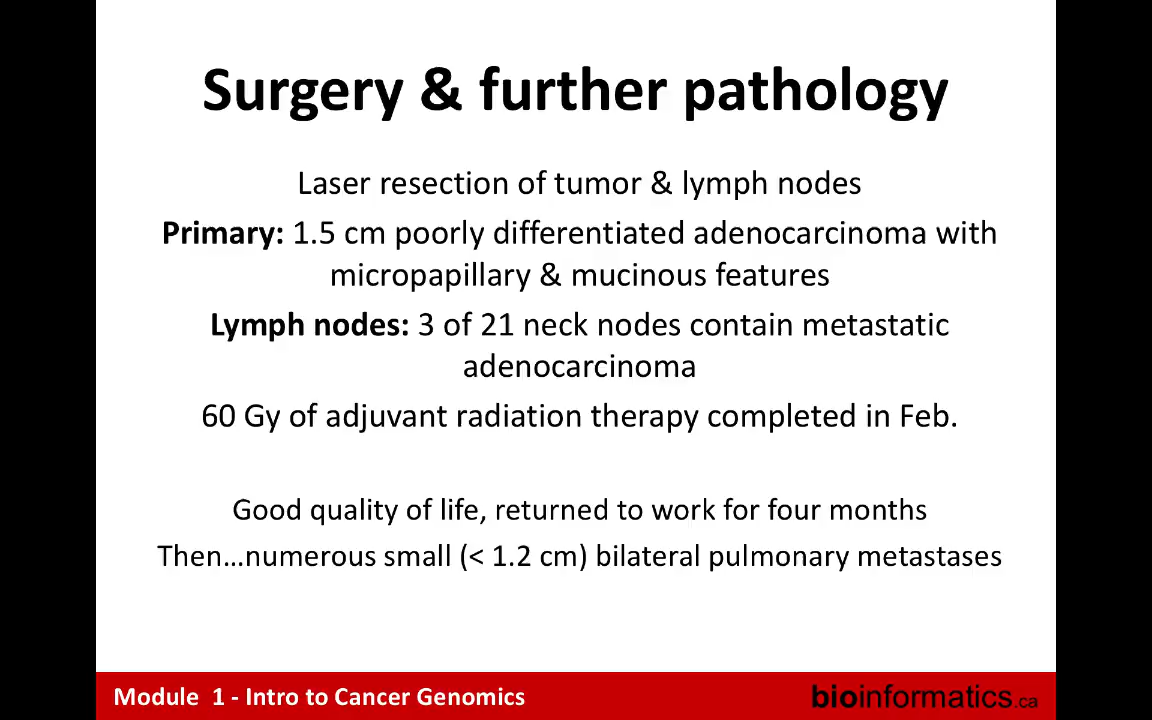 Surgery & further pathology
Laser resection of tumor & lymph nodes
Primary: 1.5 cm poorly differentiated adenocarcinoma with
micropapillary & mucinous features
Lymph nodes: 3 of 21 neck nodes contain metastatic
adenocarcinoma
60 Gy of adjuvant radiation therapy completed in Feb.
Good quality of life, returned to work for four months
Then...numerous small (< 1.2 cm) bilateral pulmonary metastases
Module 1 - Intro to Cancer Genomics
bioinformatics.ca